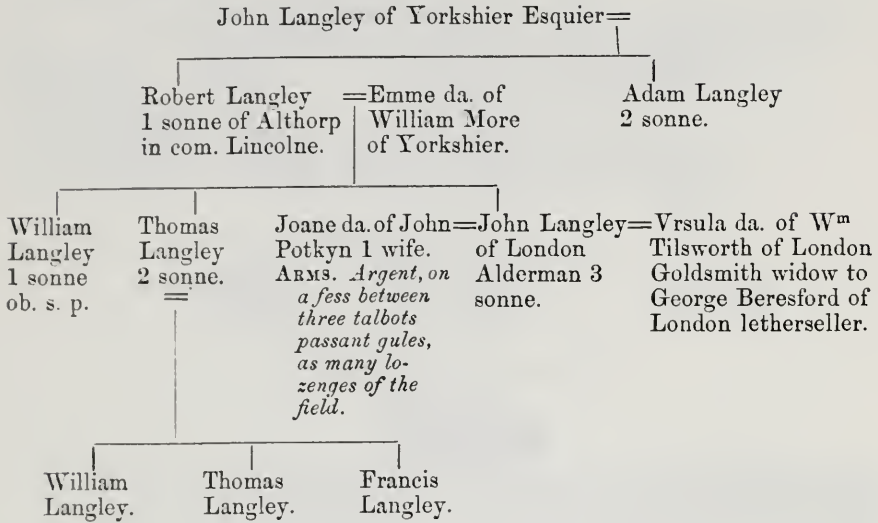 John Langley of Yorkshier Esquier=
Robert Langley
1 sonne of Althorp
in com. Lincolne.
=Emme da. of
William More
of Yorkshier.
Adam Langley
2 sonne.
William
Langley
1 sonne
ob. s. p.
Thomas
Langley
2 sonne.
=
Joane da. of John
Potkyn 1 wife.
ARMS. Argent, on
a fess between
three talbots
passant gules,
as many lo-
zenges of the
field.
=John Langley
of London
Alderman 3
sonne.
=Vrsula da. of Wm
Tilsworth of London
Goldsmith widow to
George Beresford of
London letherseller.
William
Langley.
Thomas
Langley.
Francis
Langley.